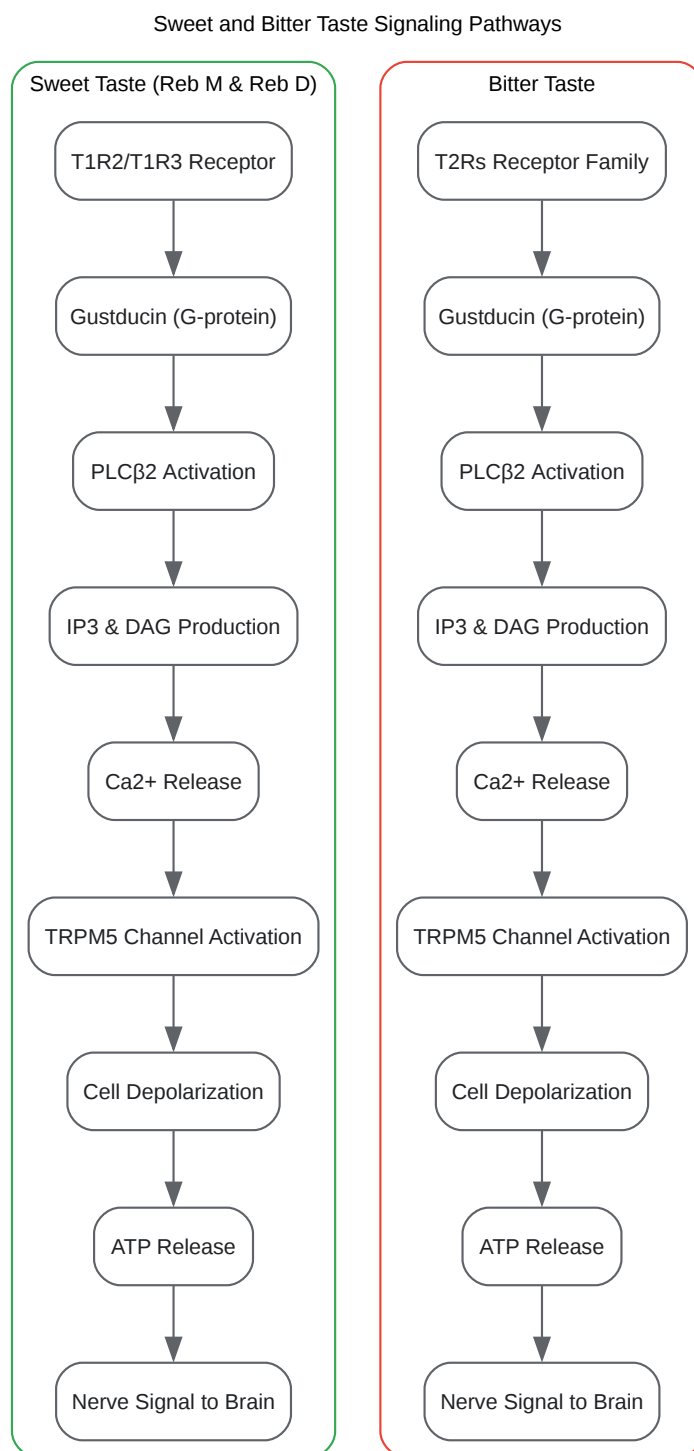 Sweet and Bitter Taste Signaling Pathways
Sweet Taste (Reb M & Reb D)
T1R2/T1R3 Receptor
Gustducin (G-protein)
PLCβ2 Activation
IP3 & DAG Production
Ca2+ Release
TRPM5 Channel Activation
Cell Depolarization
ATP Release
Nerve Signal to Brain
Bitter Taste
T2Rs Receptor Family
Gustducin (G-protein)
PLCβ2 Activation
IP3 & DAG Production
Ca2+ Release
TRPM5 Channel Activation
Cell Depolarization
ATP Release
Nerve Signal to Brain